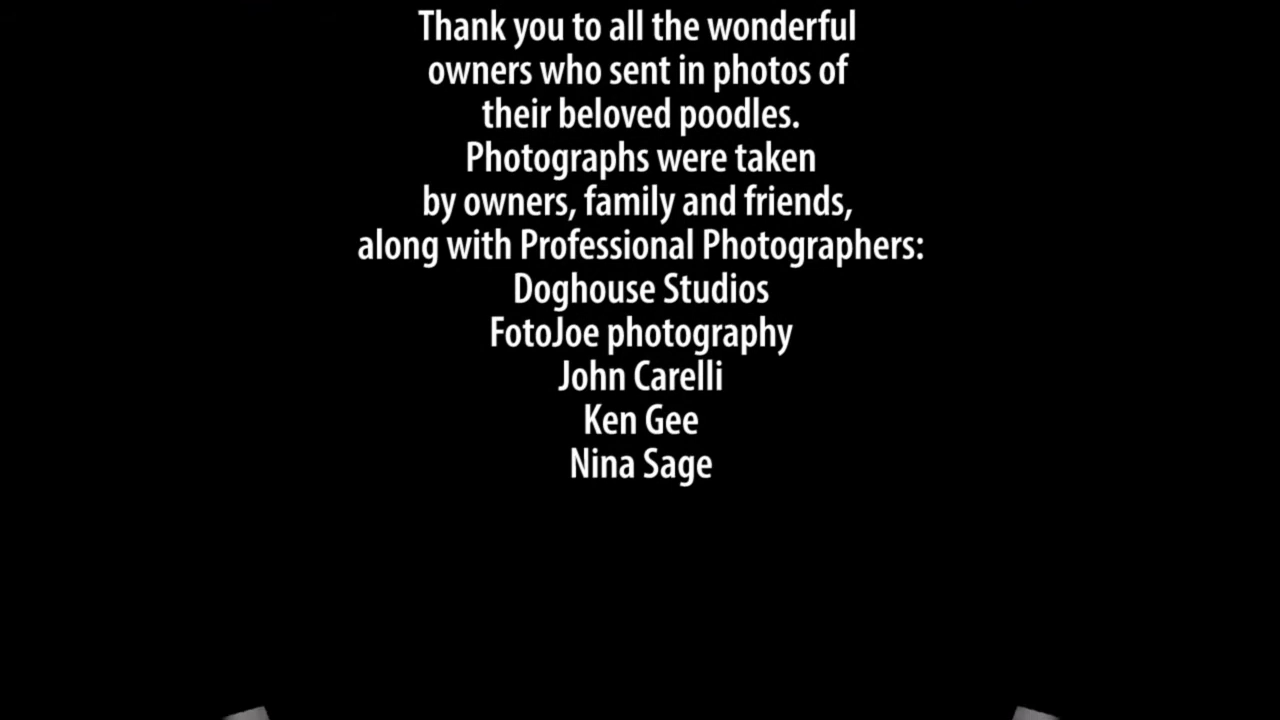 Thank you to all the wonderful
owners who sent in photos of
their beloved poodles.
Photographs were taken
by owners, family and friends,
along with Professional Photographers:
Doghouse Studios
FotoJoe photography
John Carelli
Ken Gee
Nina Sage